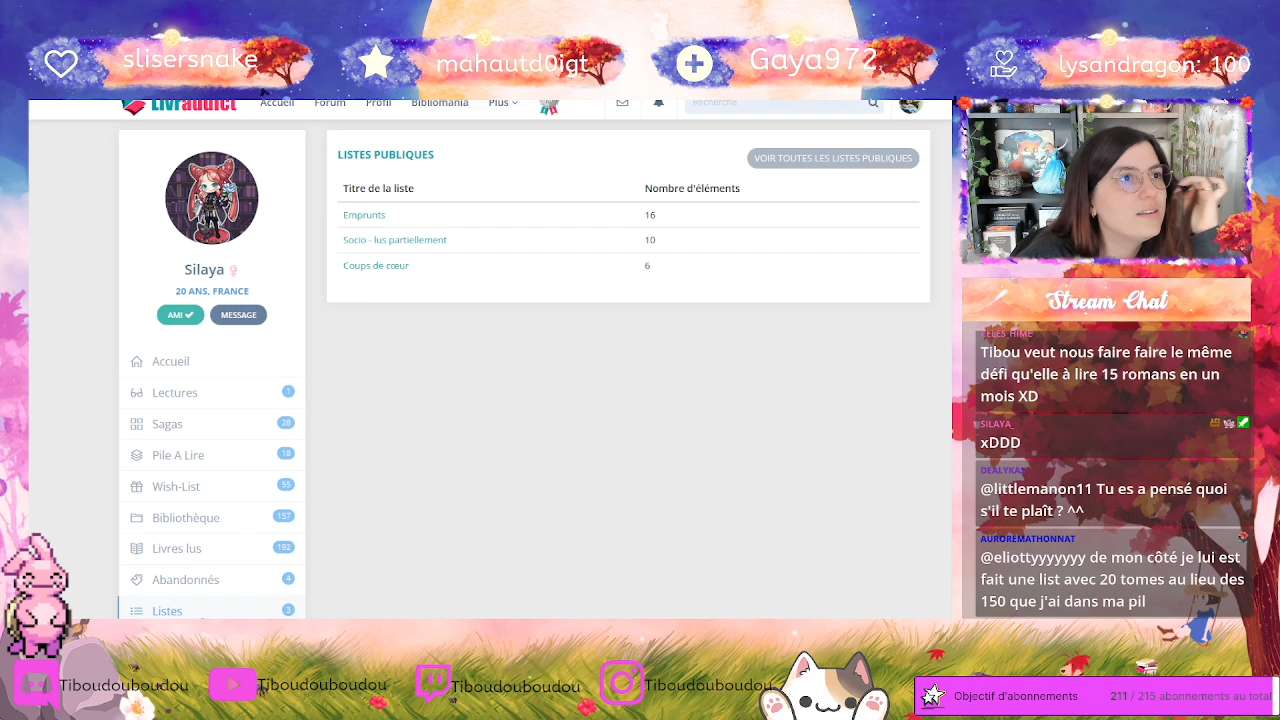 slisersnake
mahautd0igt
Gaya972
lysandragon: 100
Livraddict
Accueil
Forum
Profil
Bibliomania
Plus
Recherche
Silaya
20 ANS, FRANCE
AMI
MESSAGE
Accueil
Lectures 1
Sagas 28
Pile A Lire 18
Wish-List 55
Bibliothèque 157
Livres lus 192
Abandonnés 4
Listes 3
LISTES PUBLIQUES
VOIR TOUTES LES LISTES PUBLIQUES
Titre de la liste Nombre d'éléments
Emprunts 16
Socio - lus partiellement 10
Coups de cœur 6
Stream Chat
CELES_HIME
Tibou veut nous faire faire le même
défi qu'elle à lire 15 romans en un
mois XD
SILAYA_
xDDD
@littlemanon11 Tu es a pensé quoi
s'il te plaît ? ^^
AUROREMATHONNAT
@eliottyyyyyyy de mon côté je lui est
fait une list avec 20 tomes au lieu des
150 que j'ai dans ma pil
Tiboudouboudou
Tiboudouboudou
Tiboudouboudou
Tiboudouboudou
Objectif d'abonnements
211 / 215 abonnements au total